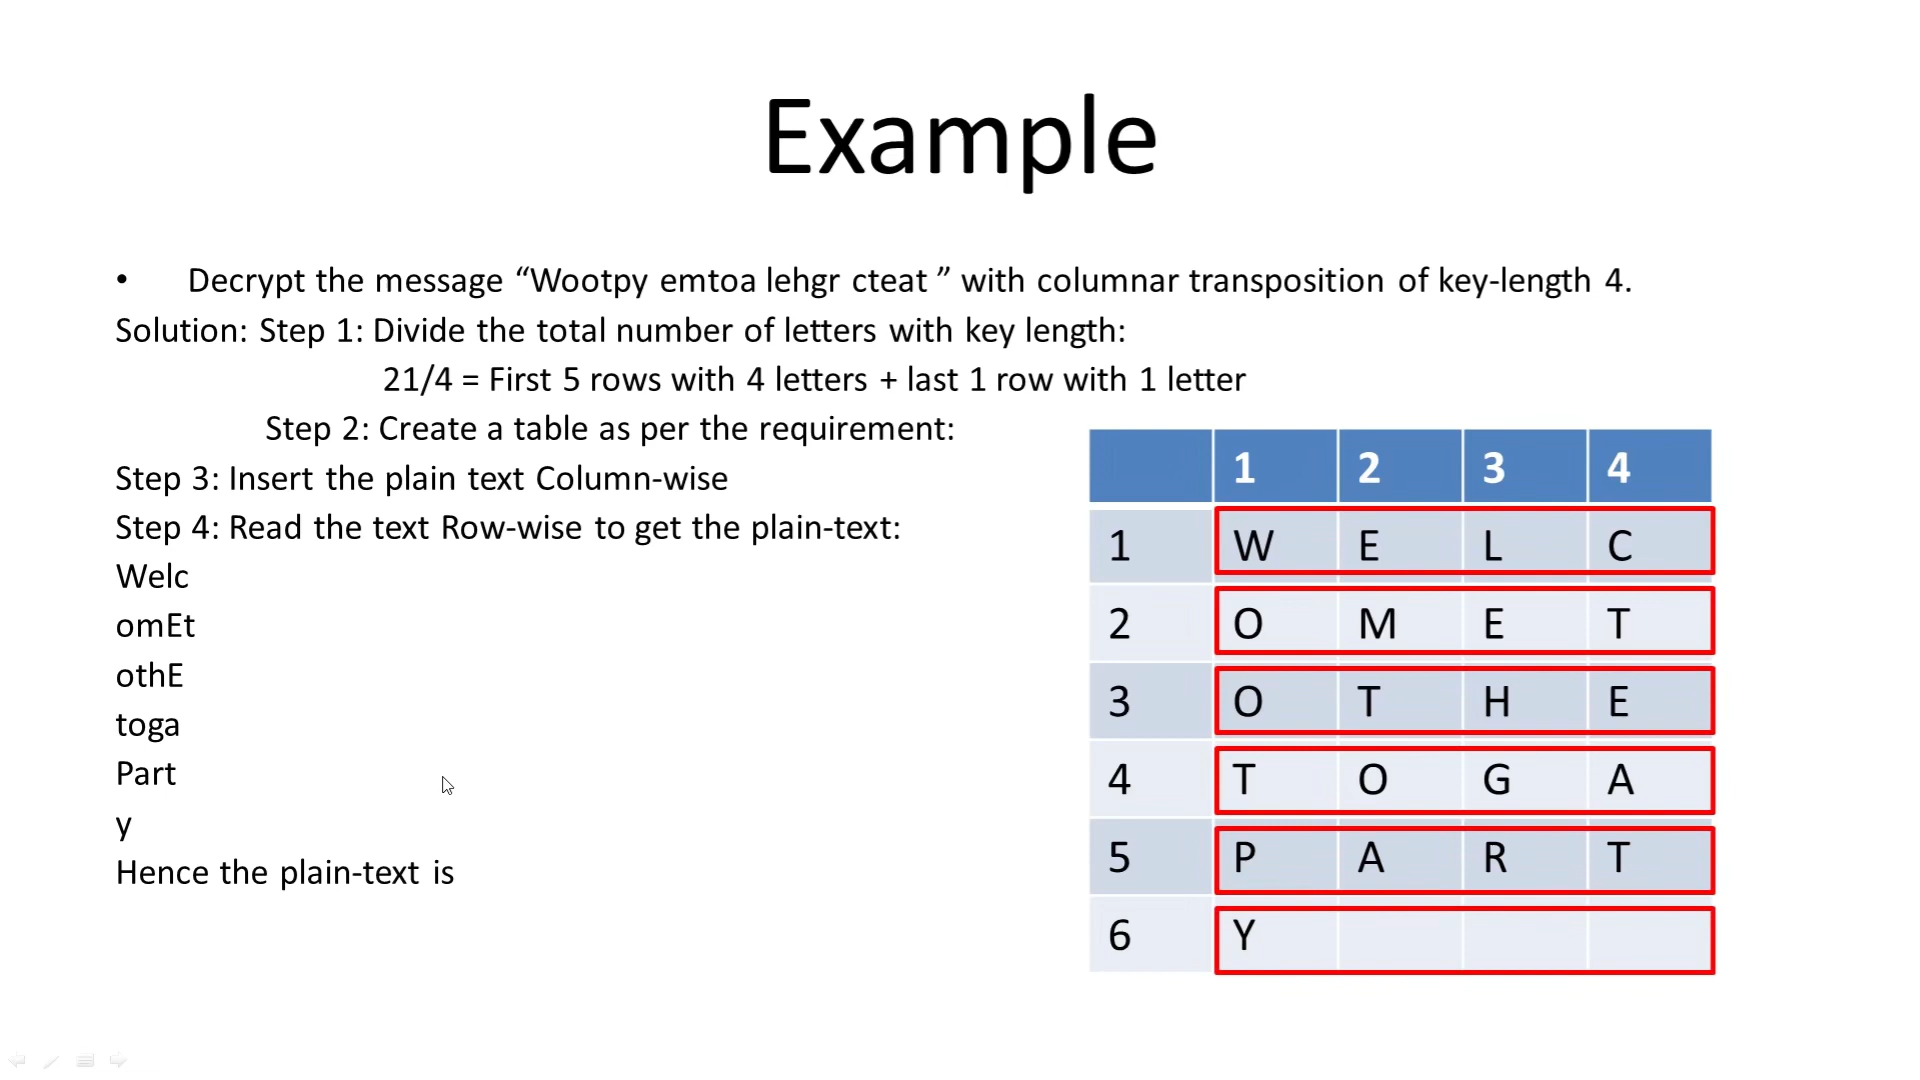 Example
• Decrypt the message “Wootpy emtoa lehgr cteat ” with columnar transposition of key-length 4.
Solution: Step 1: Divide the total number of letters with key length:
21/4 = First 5 rows with 4 letters + last 1 row with 1 letter
Step 2: Create a table as per the requirement:
Step 3: Insert the plain text Column-wise
Step 4: Read the text Row-wise to get the plain-text:
Welc
omEt
othE
toga
Part
y
Hence the plain-text is
1 2 3 4
1 W E L C
2 O M E T
3 O T H E
4 T O G A
5 P A R T
6 Y